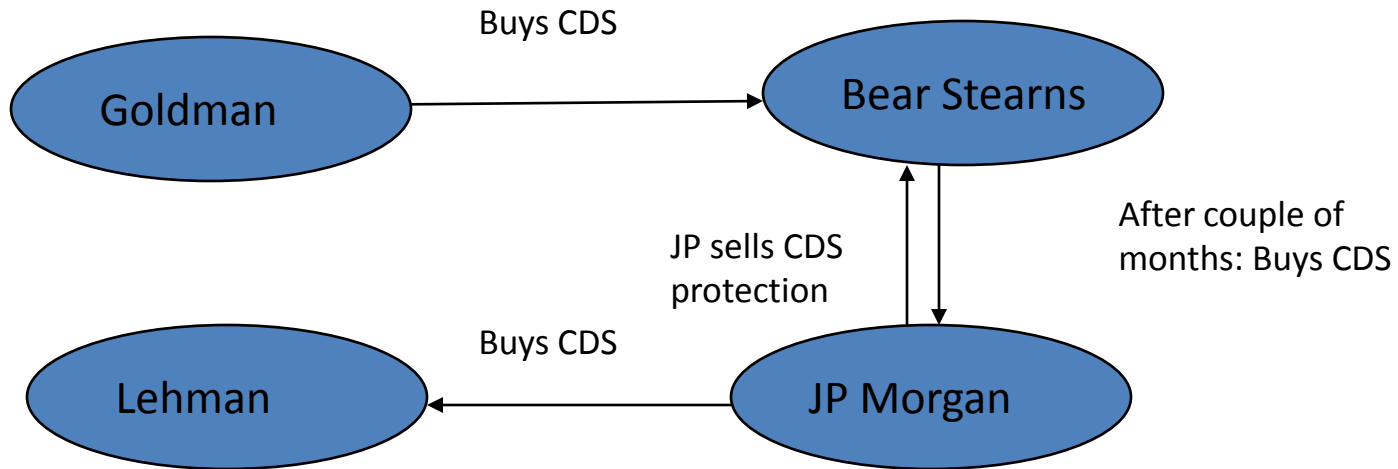 Buys CDS
Goldman
Bear Stearns
After couple of
months: Buys CDS
JP sells CDS
protection
Buys CDS
Lehman
JP Morgan